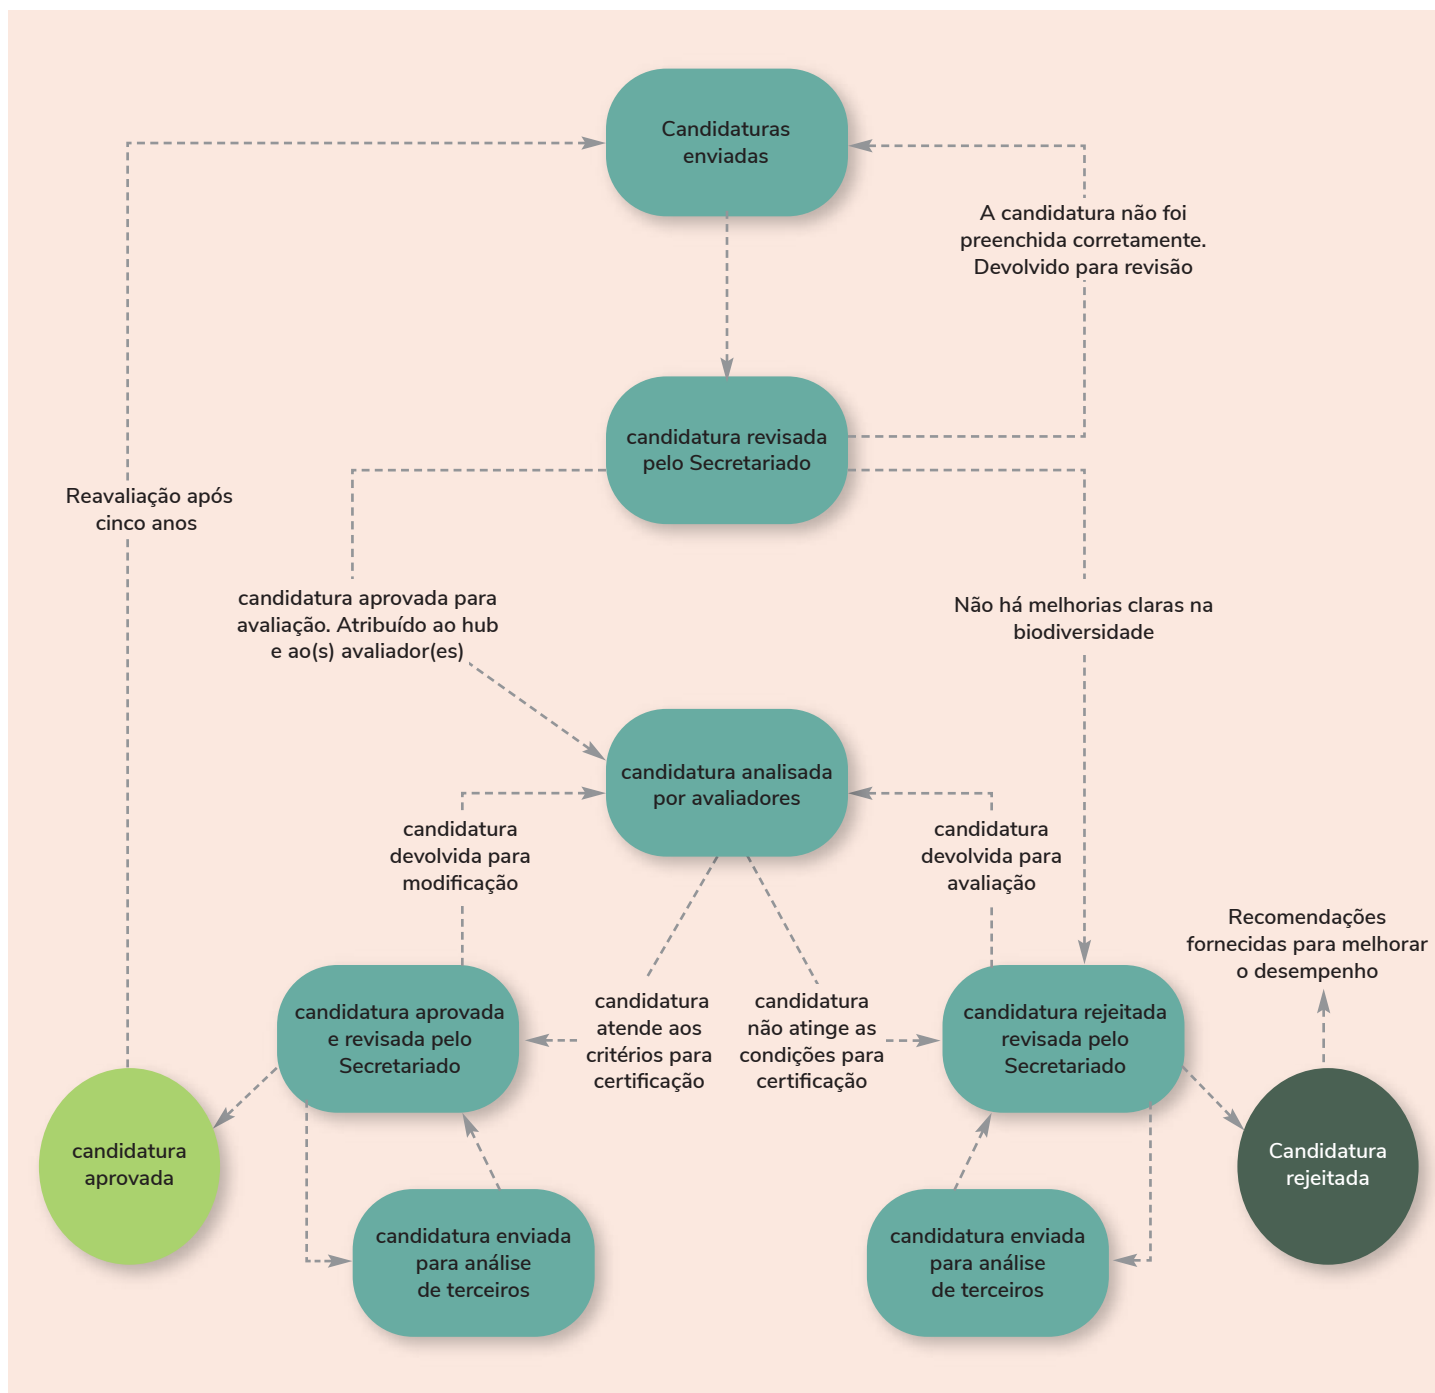 Candidaturas
enviadas
A candidatura não foi
preenchida corretamente.
Devolvido para revisão
candidatura revisada
pelo Secretariado
Reavaliação após
cinco anos
candidatura aprovada para
avaliação. Atribuído ao hub
e ao(s) avaliador(es)
Não há melhorias claras na
biodiversidade
candidatura analisada
por avaliadores
candidatura
devolvida para
modificação
candidatura
devolvida para
avaliação
Recomendações
fornecidas para melhorar
o desempenho
candidatura aprovada
e revisada pelo
Secretariado
candidatura
atende aos
critérios para
certificação
candidatura
não atinge as
condições para
certificação
candidatura rejeitada
revisada pelo
Secretariado
candidatura
aprovada
Candidatura
rejeitada
candidatura enviada
para análise
de terceiros
candidatura enviada
para análise
de terceiros